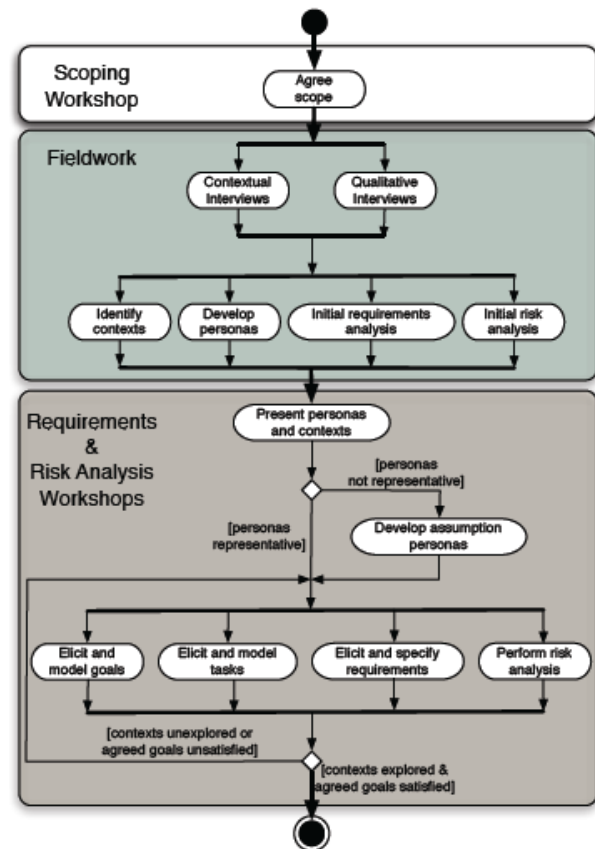 Scoping
Workshop
Agree
scope
Fieldwork
Contextual
Interviews
Qualitative
Interviews
Identify
contexts
Develop
personas
Initial requirements
analysis
Initial risk
analysis
Requirements
&
Risk Analysis
Workshops
Present personas
and contexts
[personas
not representative]
[personas
representative]
Develop assumption
personas
Elicit and
model goals
Elicit and model
tasks
Elicit and specify
requirements
Perform risk
analysis
[contexts unexplored or
agreed goals unsatisfied]
[contexts explored &
agreed goals satisfied]